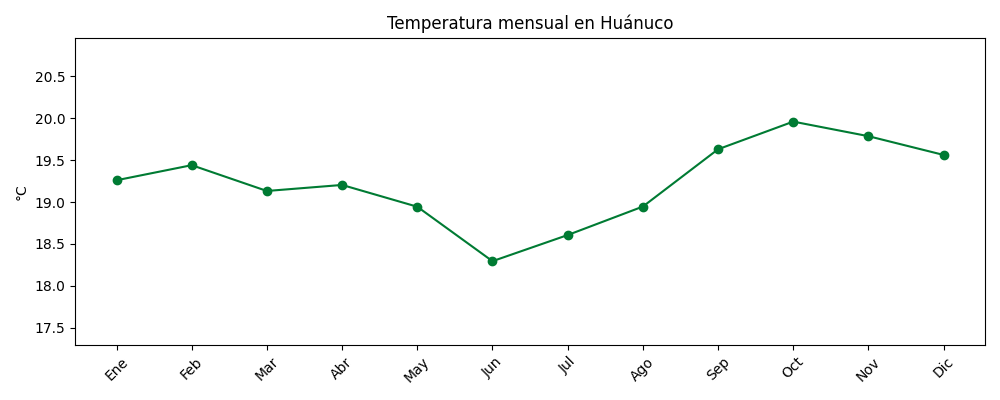 Temperatura mensual en Huánuco
°C
20.5
20.0
19.5
19.0
18.5
18.0
17.5
Ene
Feb
Mar
Abr
May
Jun
Jul
Ago
Sep
Oct
Nov
Dic